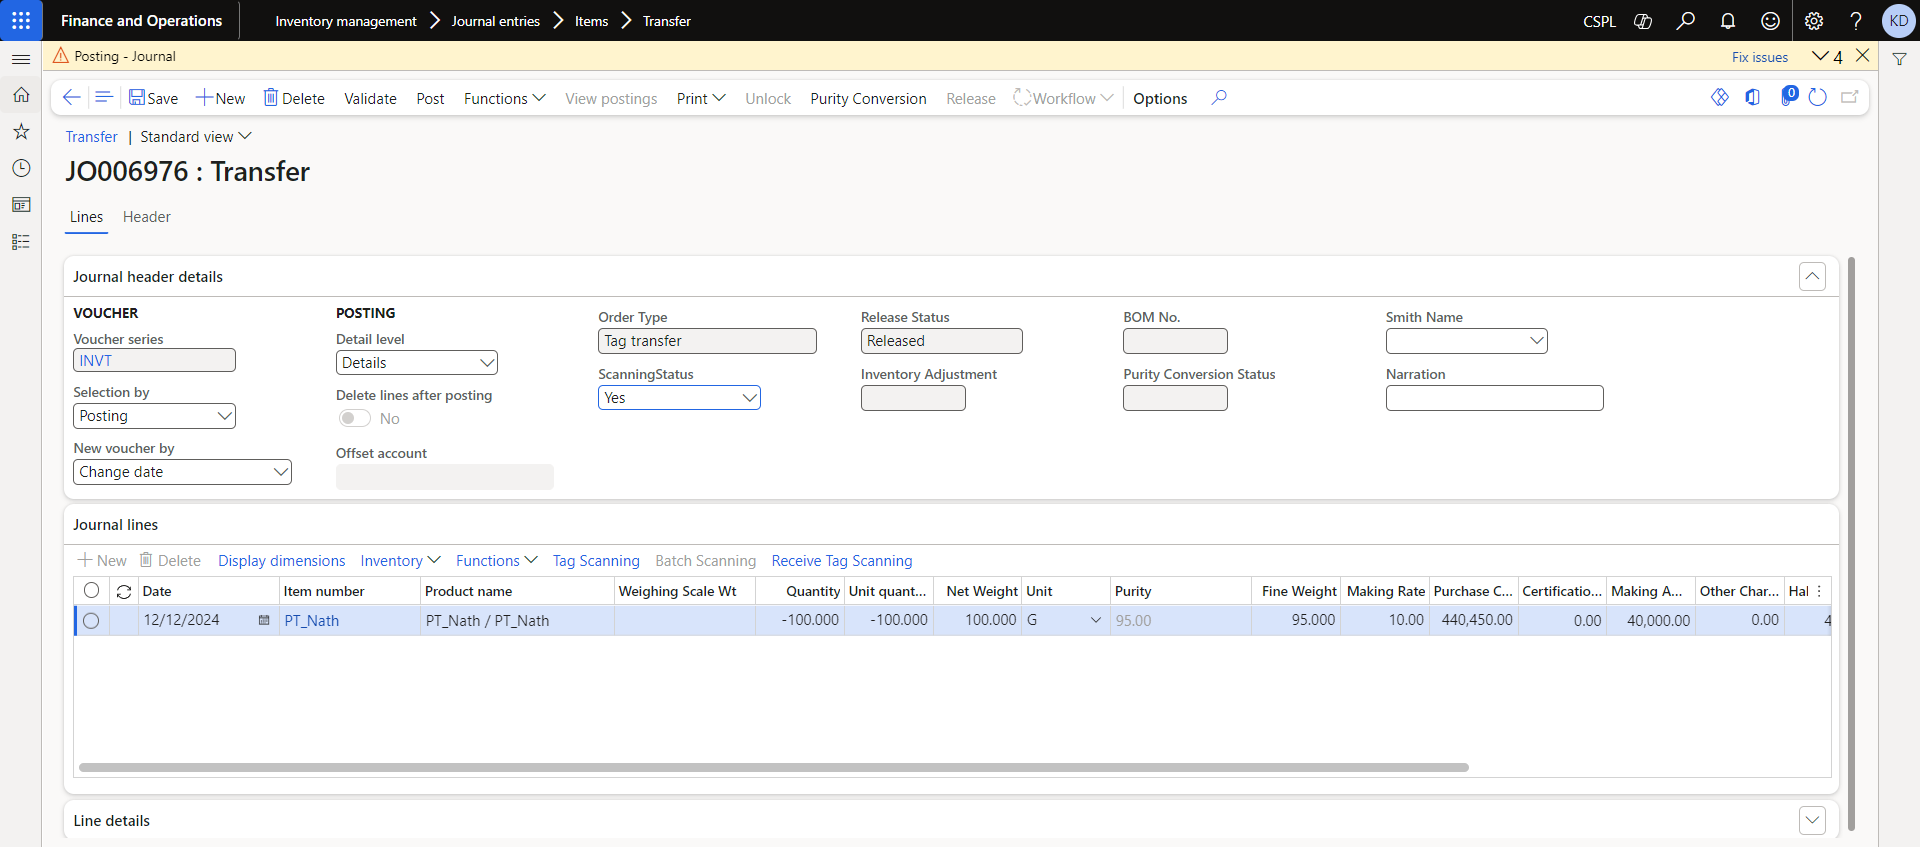 Finance and Operations
Inventory management
Journal entries
Items
Transfer
CSPL
KD
Posting - Journal
Fix issues
4
Save
New
Delete
Validate
Post
Functions
View postings
Print
Unlock
Purity Conversion
Release
Workflow
Options
0
Transfer | Standard view
JO006976 : Transfer
Lines
Header
Journal header details
VOUCHER
Voucher series
INVT
Selection by
Posting
New voucher by
Change date
POSTING
Detail level
Details
Delete lines after posting
No
Offset account
Order Type
Tag transfer
ScanningStatus
Yes
Release Status
Released
Inventory Adjustment
BOM No.
Purity Conversion Status
Smith Name
Narration
Journal lines
New
Delete
Display dimensions
Inventory
Functions
Tag Scanning
Batch Scanning
Receive Tag Scanning
Date Item number Product name Weighing Scale Wt Quantity Unit quant... Net Weight Unit Purity Fine Weight Making Rate Purchase C... Certificatio... Making A... Other Char... Hal
12/12/2024 PT_Nath PT_Nath / PT_Nath -100.000 -100.000 100.000 G 95.00 95.000 10.00 440,450.00 0.00 40,000.00 0.00 4
Line details